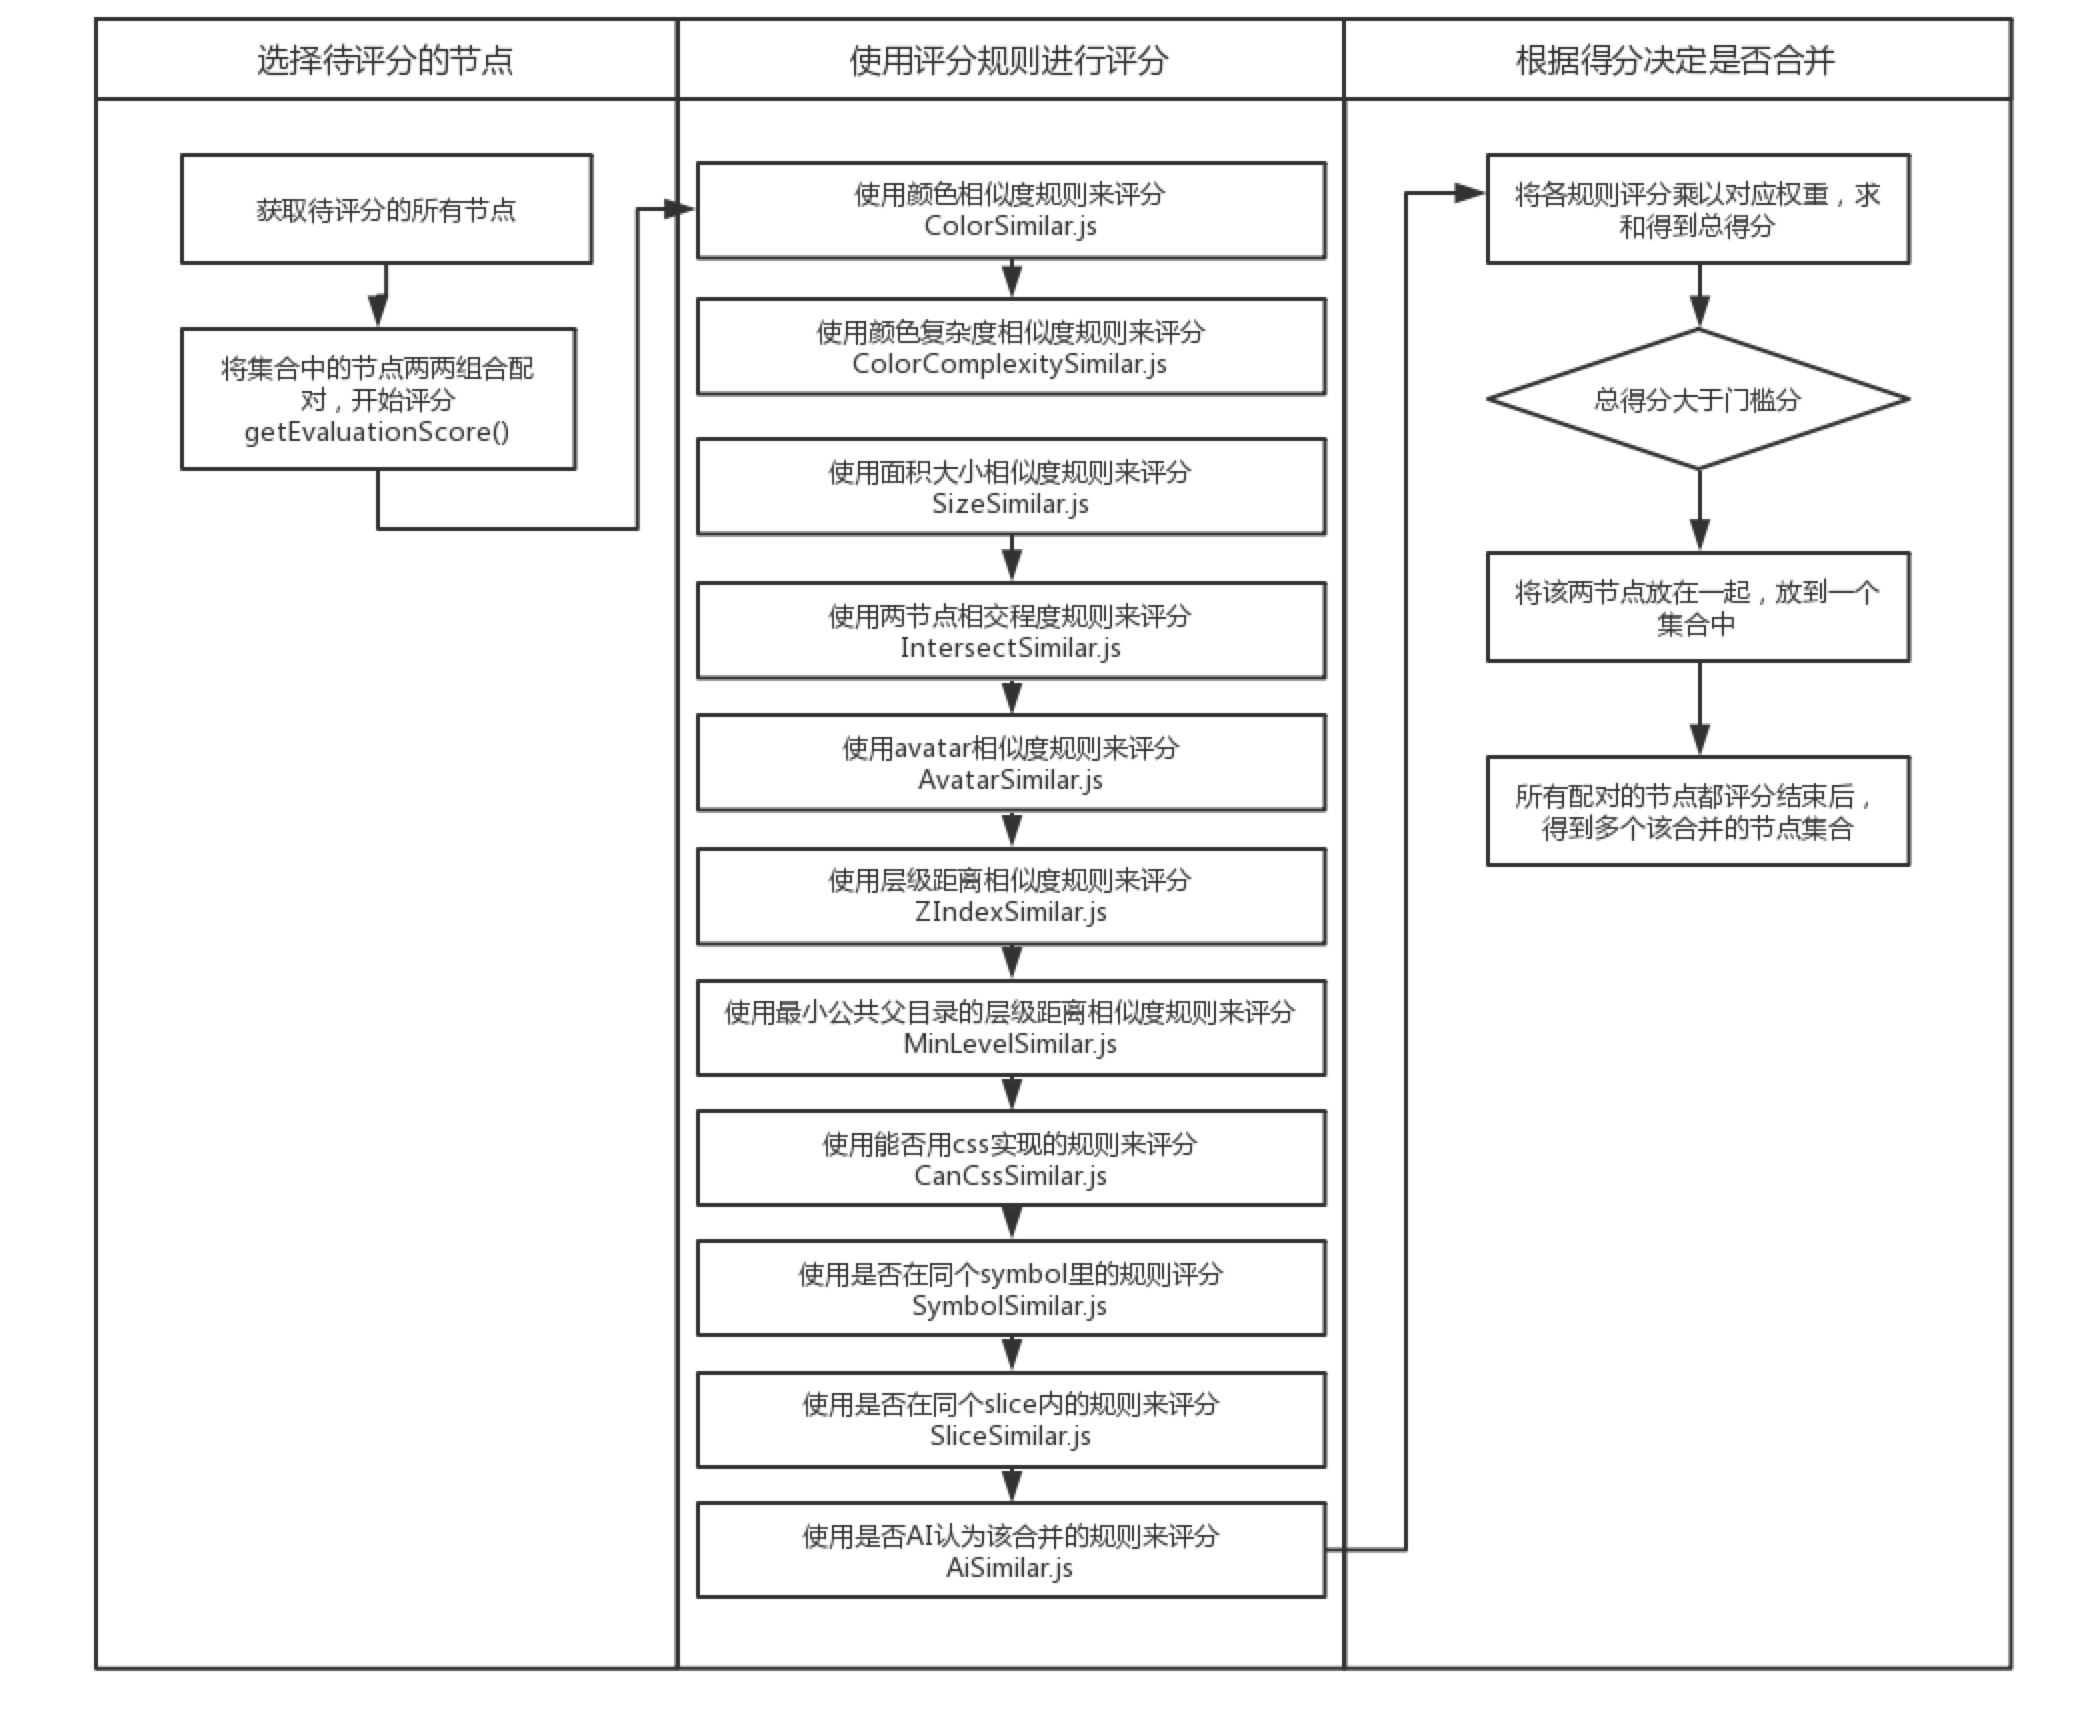 选择待评分的节点
使用评分规则进行评分
根据得分决定是否合并
获取待评分的所有节点
将集合中的节点两两组合配
对，开始评分
getEvaluationScore()
使用颜色相似度规则来评分
ColorSimilar.js
使用颜色复杂度相似度规则来评分
ColorComplexitySimilar.js
使用面积大小相似度规则来评分
SizeSimilar.js
使用两节点相交程度规则来评分
IntersectSimilar.js
使用avatar相似度规则来评分
AvatarSimilar.js
使用层级距离相似度规则来评分
ZIndexSimilar.js
使用最小公共父目录的层级距离相似度规则来评分
MinLevelSimilar.js
使用能否用css实现的规则来评分
CanCssSimilar.js
使用是否在同个symbol里的规则评分
SymbolSimilar.js
使用是否在同个slice内的规则来评分
SliceSimilar.js
使用是否AI认为该合并的规则来评分
AiSimilar.js
将各规则评分乘以对应权重，求
和得到总得分
总得分大于门槛分
将该两节点放在一起，放到一个
集合中
所有配对的节点都评分结束后，
得到多个该合并的节点集合